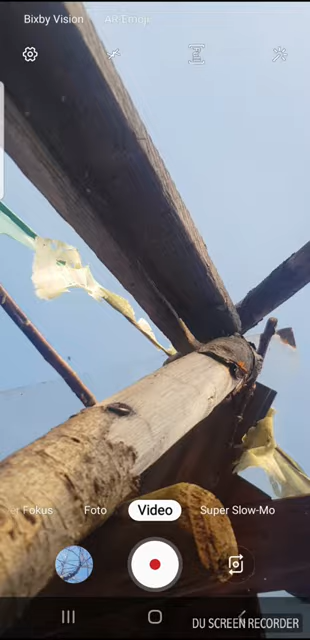 Bixby Vision AR Emoji
Fokus Foto Video Super Slow-Mo
DU SCREEN RECORDER